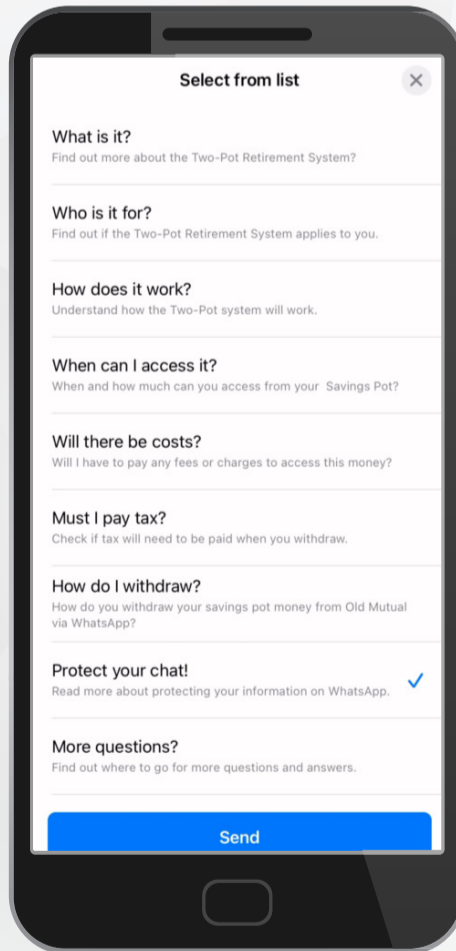 Select from list
What is it?
Find out more about the Two-Pot Retirement System?
Who is it for?
Find out if the Two-Pot Retirement System applies to you.
How does it work?
Understand how the Two-Pot system will work.
When can I access it?
When and how much can you access from your Savings Pot?
Will there be costs?
Will I have to pay any fees or charges to access this money?
Must I pay tax?
Check if tax will need to be paid when you withdraw.
How do I withdraw?
How do you withdraw your savings pot money from Old Mutual
via WhatsApp?
Protect your chat!
Read more about protecting your information on WhatsApp.
More questions?
Find out where to go for more questions and answers.
Send